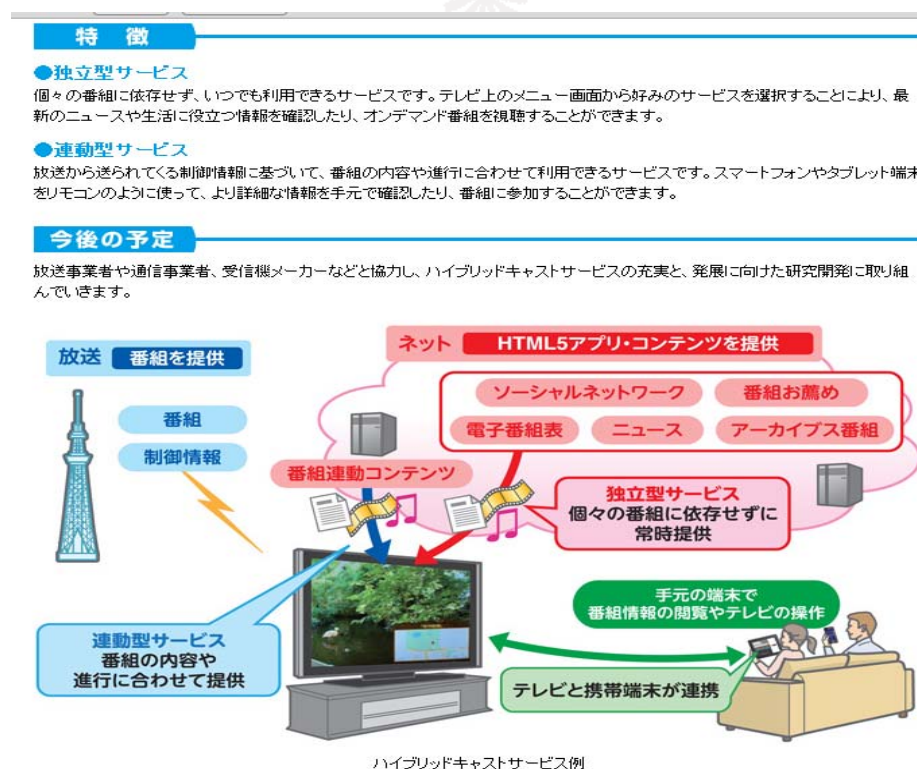 特 徴
●独立型サービス
個々の番組に依存せず、いつでも利用できるサービスです。テレビ上のメニュー画面から好みのサービスを選択することにより、最
新のニュースや生活に役立つ情報を確認したり、オンデマンド番組を視聴することができます。
●連動型サービス
放送から送られてくる制御情報に基づいて、番組の内容や進行に合わせて利用できるサービスです。スマートフォンやタブレット端末
をリモコンのように使って、より詳細な情報を手元で確認したり、番組に参加することができます。
今後の予定
放送事業者や通信事業者、受信機メーカーなどと協力し、ハイブリッドキャストサービスの充実と、発展に向けた研究開発に取り組
んでいきます。
放送 番組を提供
番組
制御情報
ネット HTML5アプリ・コンテンツを提供
ソーシャルネットワーク 番組お薦め
電子番組表 ニュース アーカイブス番組
番組連動コンテンツ
独立型サービス
個々の番組に依存せずに
常時提供
連動型サービス
番組の内容や
進行に合わせて提供
手元の端末で
番組情報の閲覧やテレビの操作
テレビと携帯端末が連携
ハイブリッドキャストサービス例